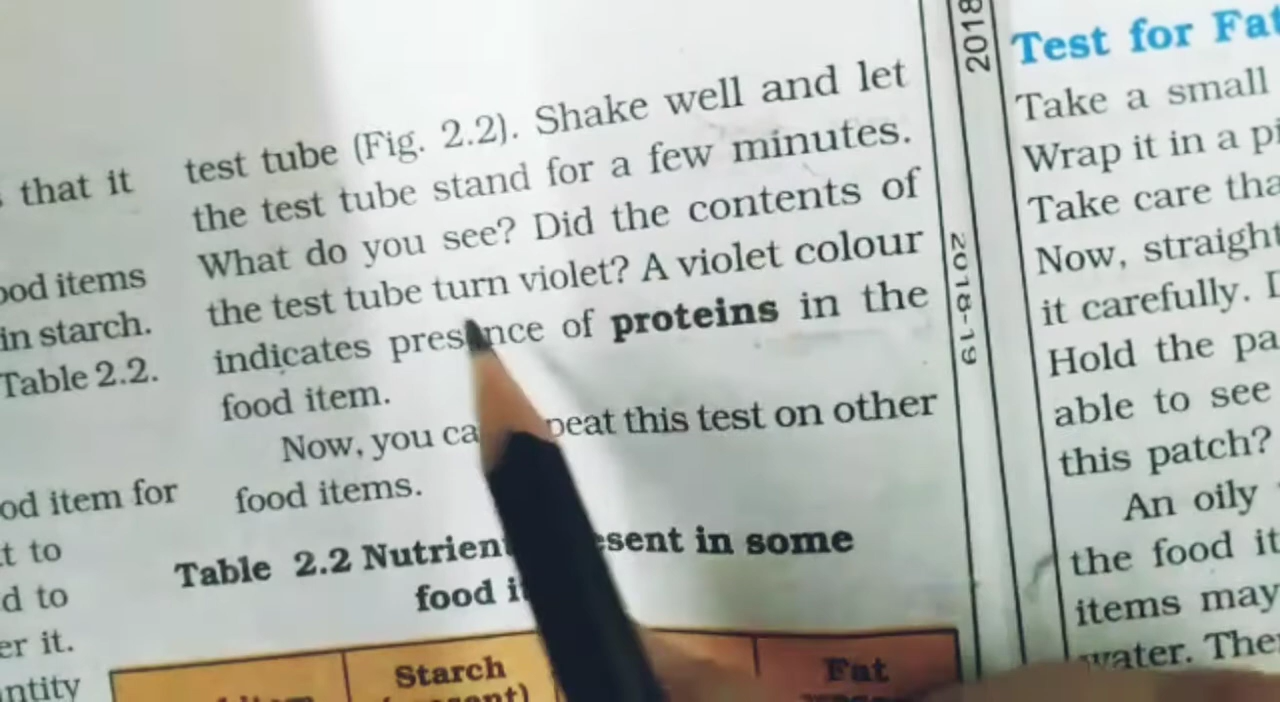 that it
ood items
in starch.
Table 2.2.
od item for
t to
d to
er it.
ntity
test tube (Fig. 2.2). Shake well and let
the test tube stand for a few minutes.
What do you see? Did the contents of
the test tube turn violet? A violet colour
indicates presence of proteins in the
food item.
Now, you ca peat this test on other
food items.
Table 2.2 Nutrien sent in some
food i
Starch
Fat
2018
2018-19
Test for Fat
Take a small
Wrap it in a pi
Take care tha
Now, straight
it carefully.
Hold the pa
able to see
this patch?
An oily
the food it
items may
water. The